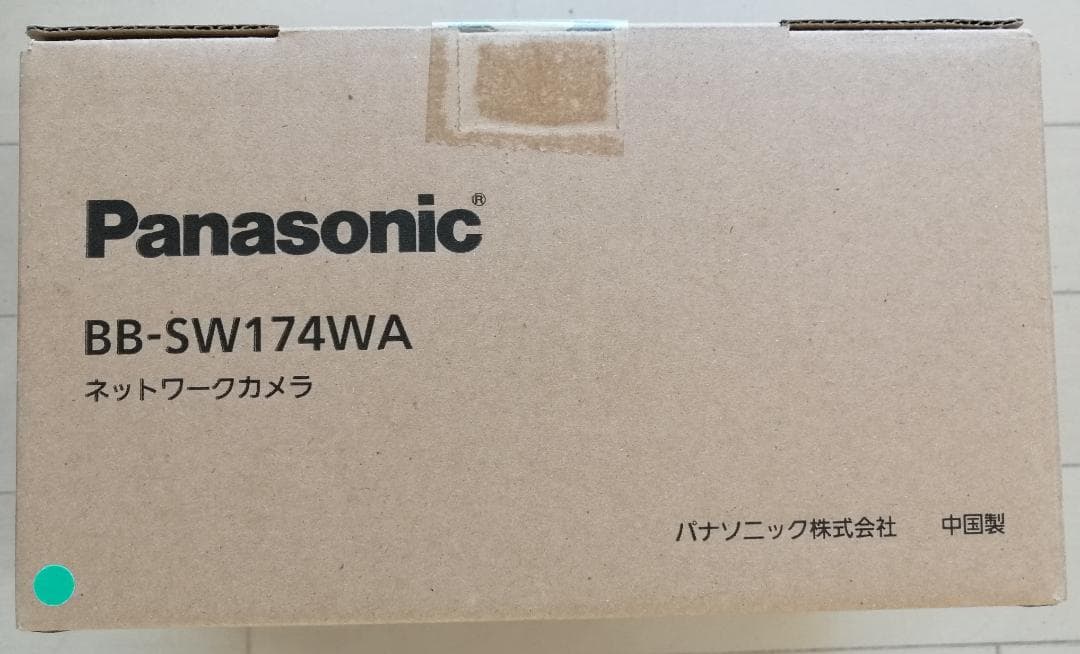 Panasonic®
BB-SW174WA
ネットワークカメラ
パナソニック株式会社 中国製